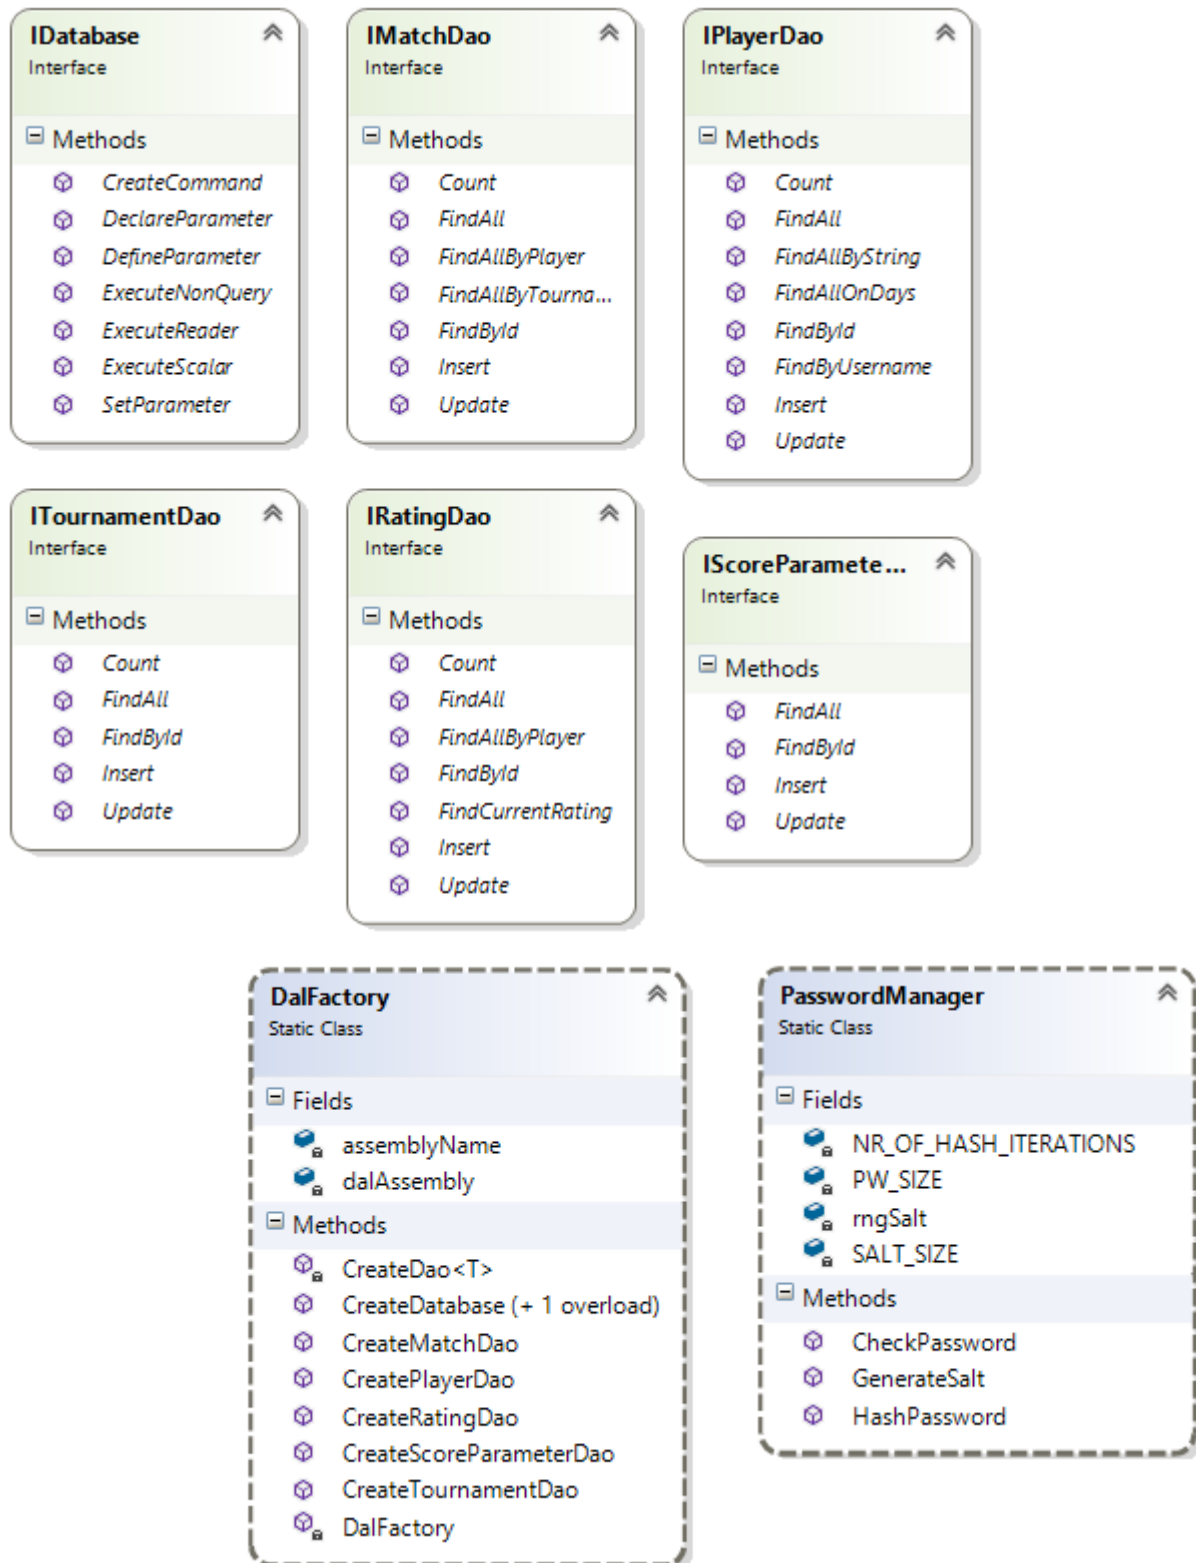 IDatabase
Interface
Methods
CreateCommand
DeclareParameter
DefineParameter
ExecuteNonQuery
ExecuteReader
ExecuteScalar
SetParameter
IMatchDao
Interface
Methods
Count
FindAll
FindAllByPlayer
FindAllByTourna...
FindById
Insert
Update
IPlayerDao
Interface
Methods
Count
FindAll
FindAllByString
FindAllOnDays
FindById
FindByUsername
Insert
Update
ITournamentDao
Interface
Methods
Count
FindAll
FindById
Insert
Update
IRatingDao
Interface
Methods
Count
FindAll
FindAllByPlayer
FindById
FindCurrentRating
Insert
Update
IScoreParamete...
Interface
Methods
FindAll
FindById
Insert
Update
DalFactory
Static Class
Fields
assemblyName
dalAssembly
Methods
CreateDao<T>
CreateDatabase (+ 1 overload)
CreateMatchDao
CreatePlayerDao
CreateRatingDao
CreateScoreParameterDao
CreateTournamentDao
DalFactory
PasswordManager
Static Class
Fields
NR_OF_HASH_ITERATIONS
PW_SIZE
rngSalt
SALT_SIZE
Methods
CheckPassword
GenerateSalt
HashPassword